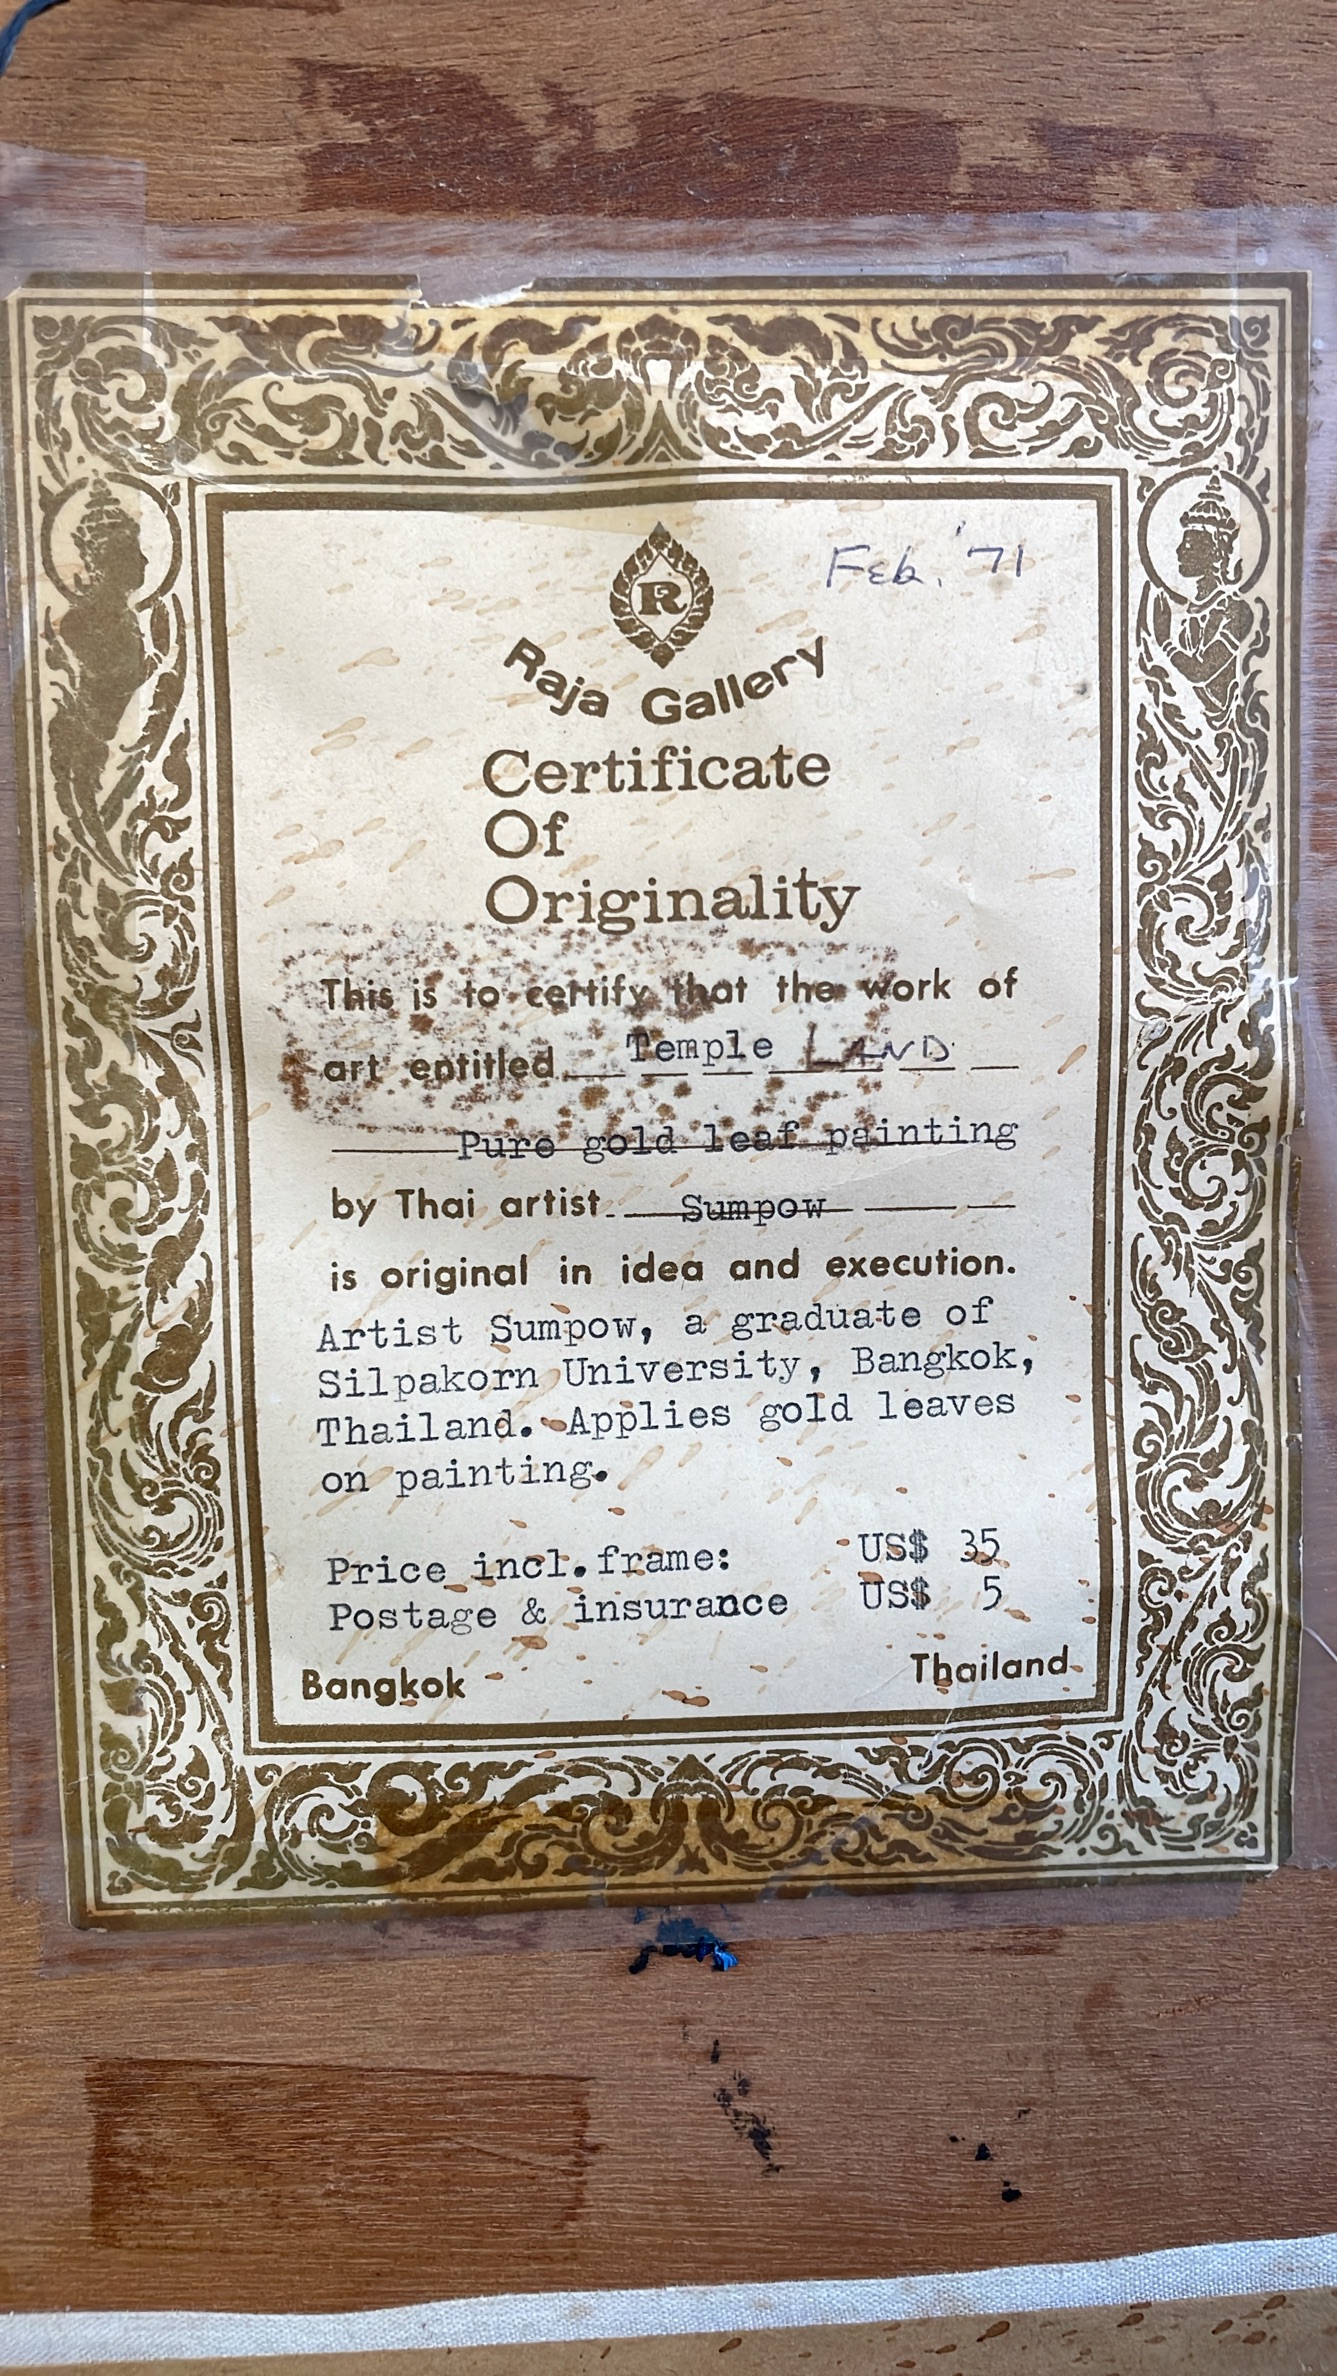 Feb. '71
R
Raja Gallery
Certificate
Of
Originality
This is to certify that the work of
art entitled Temple LAND
Pure gold leaf painting
by Thai artist Sumpow
is original in idea and execution.
Artist Sumpow, a graduate of
Silpakorn University, Bangkok,
Thailand. Applies gold leaves
on painting.
Price incl.frame: US$ 35
Postage & insurance US$ 5
Bangkok Thailand